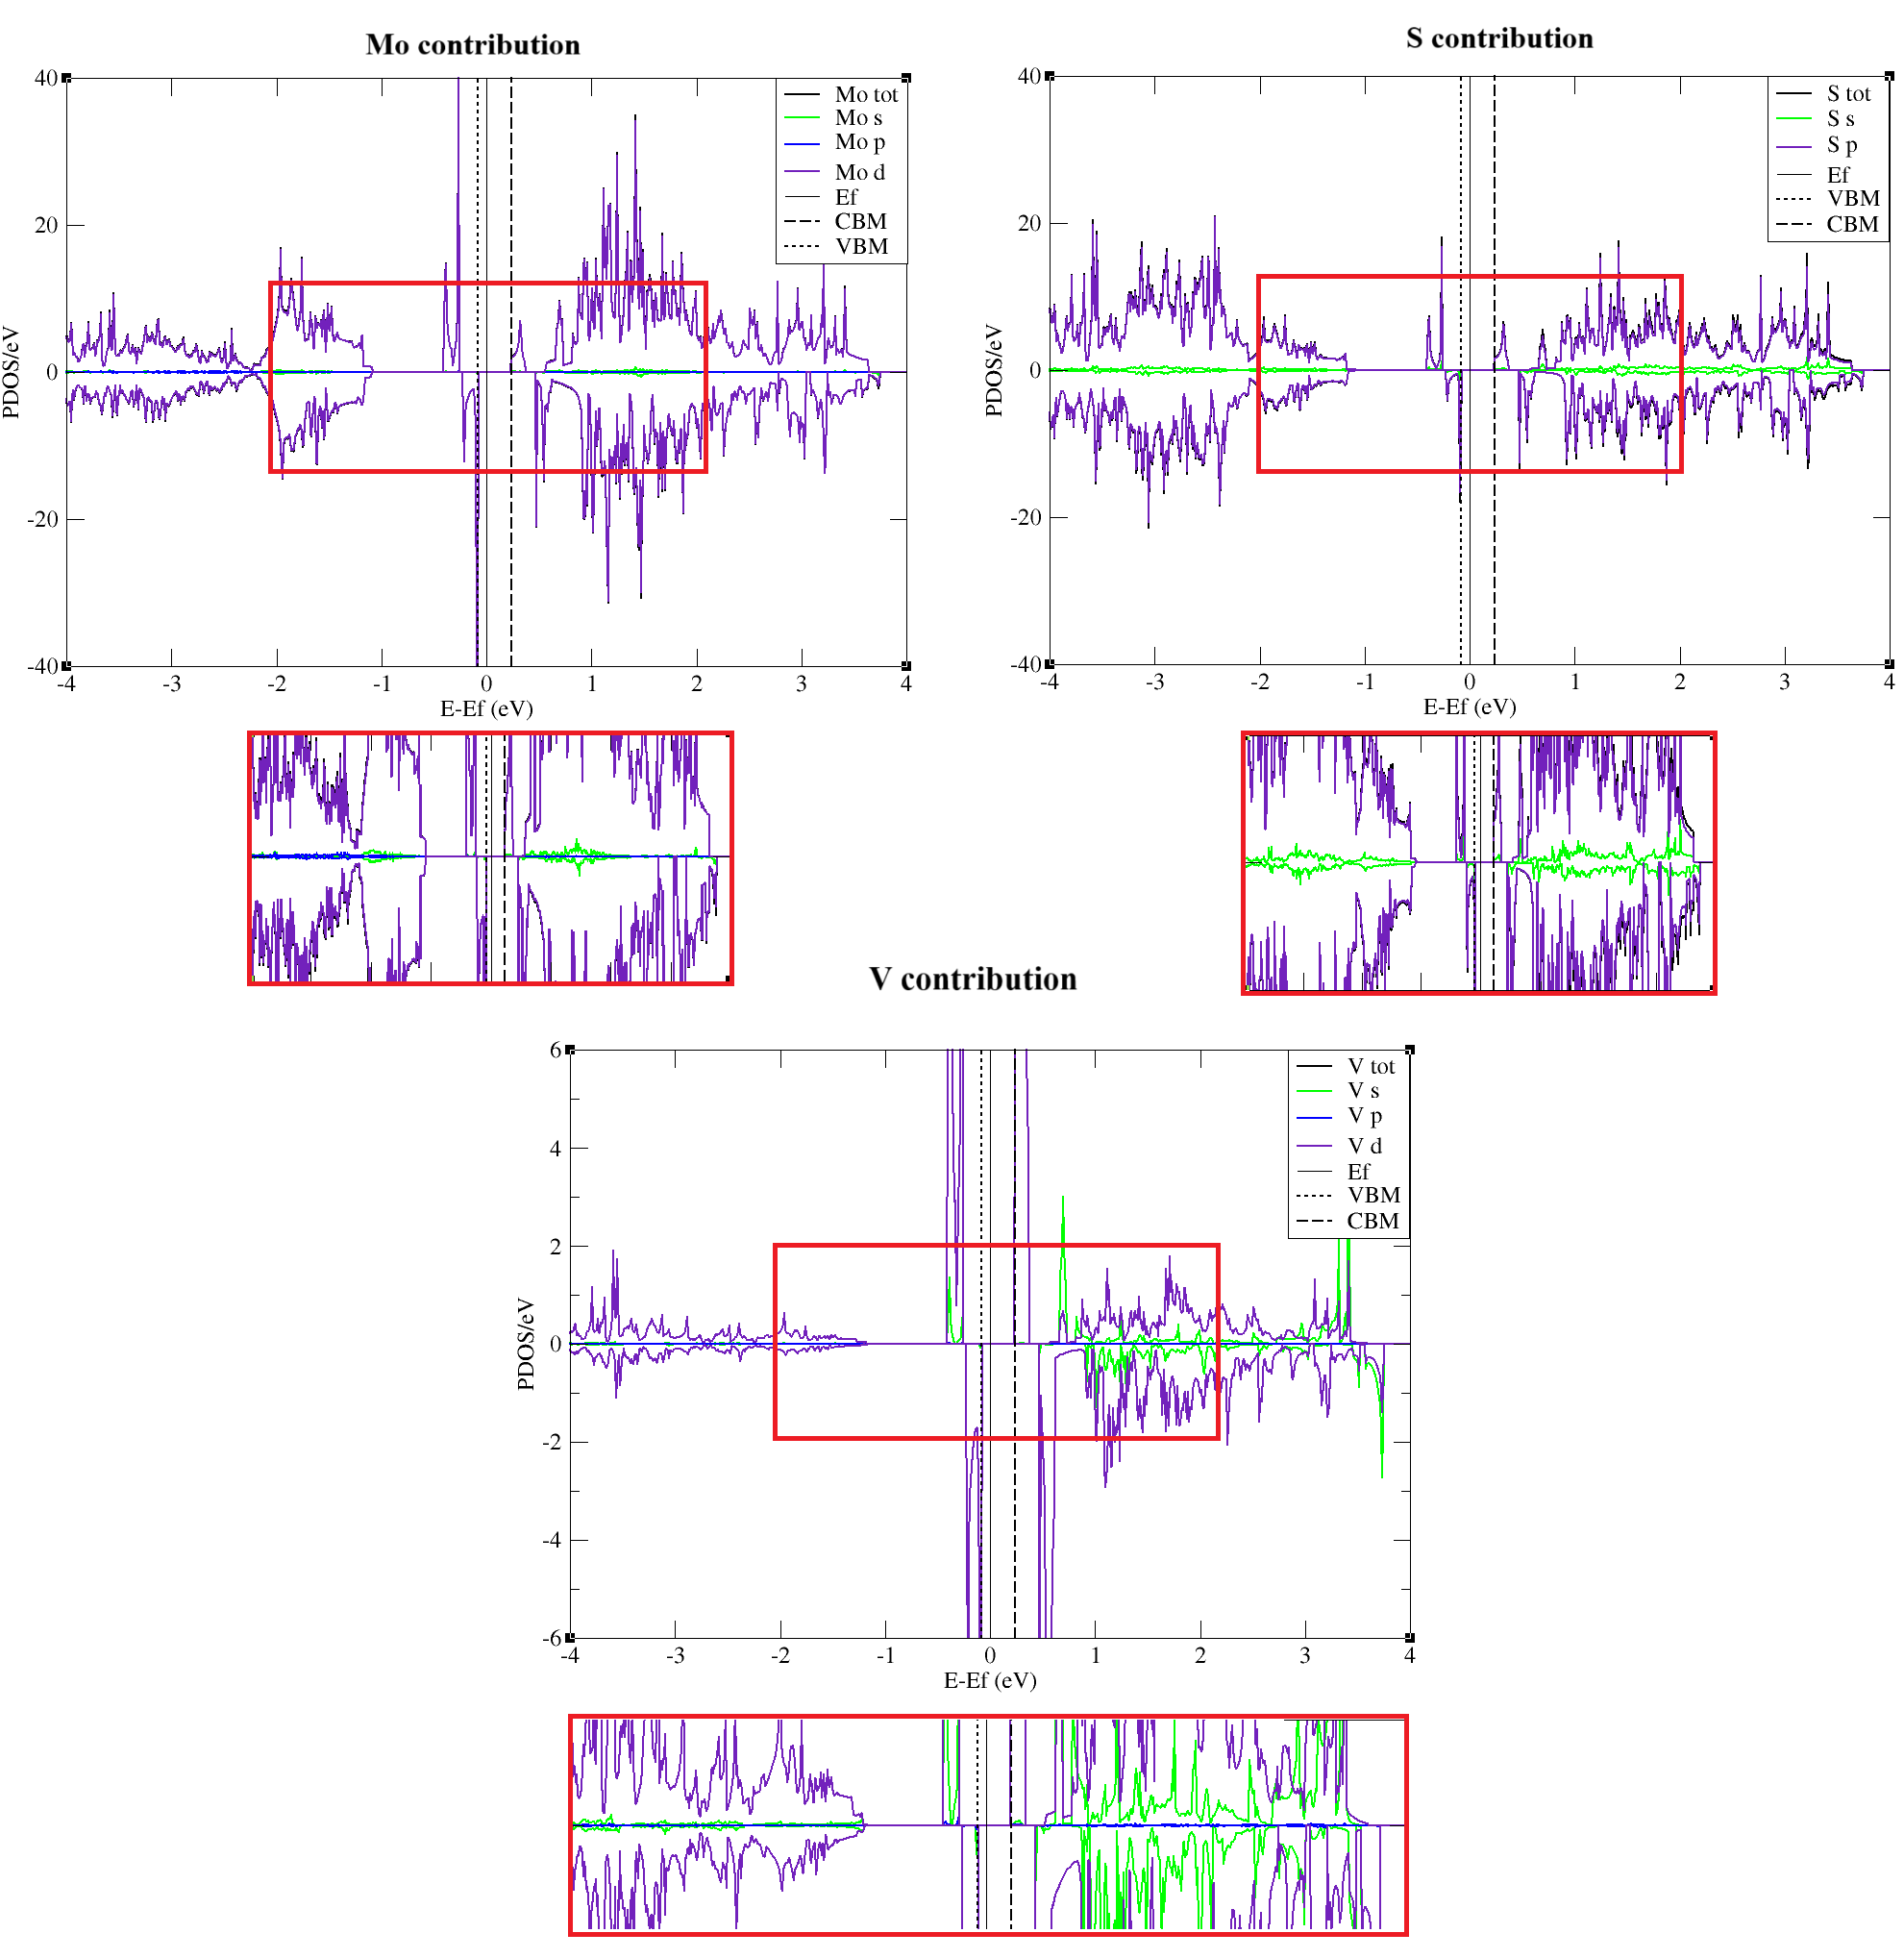 Mo contribution
40
20
0
-20
-40
-4 -3 -2 -1 0 1 2 3 4
PDOS/eV
E-Ef (eV)
Mo tot
Mo s
Mo p
Mo d
Ef
CBM
VBM
S contribution
40
20
0
-20
-40
-4 -3 -2 -1 0 1 2 3 4
PDOS/eV
E-Ef (eV)
S tot
S s
S p
Ef
VBM
CBM
V contribution
6
4
2
0
-2
-4
-6
-4 -3 -2 -1 0 1 2 3 4
PDOS/eV
E-Ef (eV)
V tot
V s
V p
V d
Ef
VBM
CBM